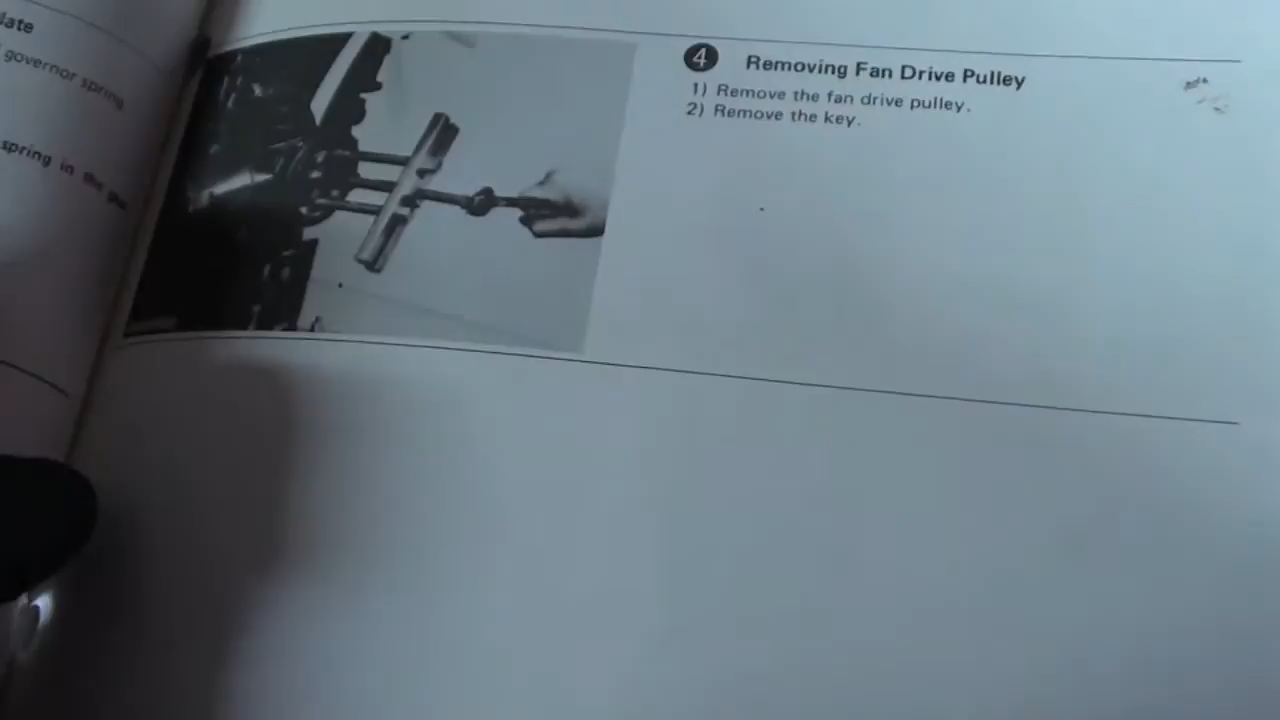 late
governor spring
spring in the
4 Removing Fan Drive Pulley
1) Remove the fan drive pulley.
2) Remove the key.